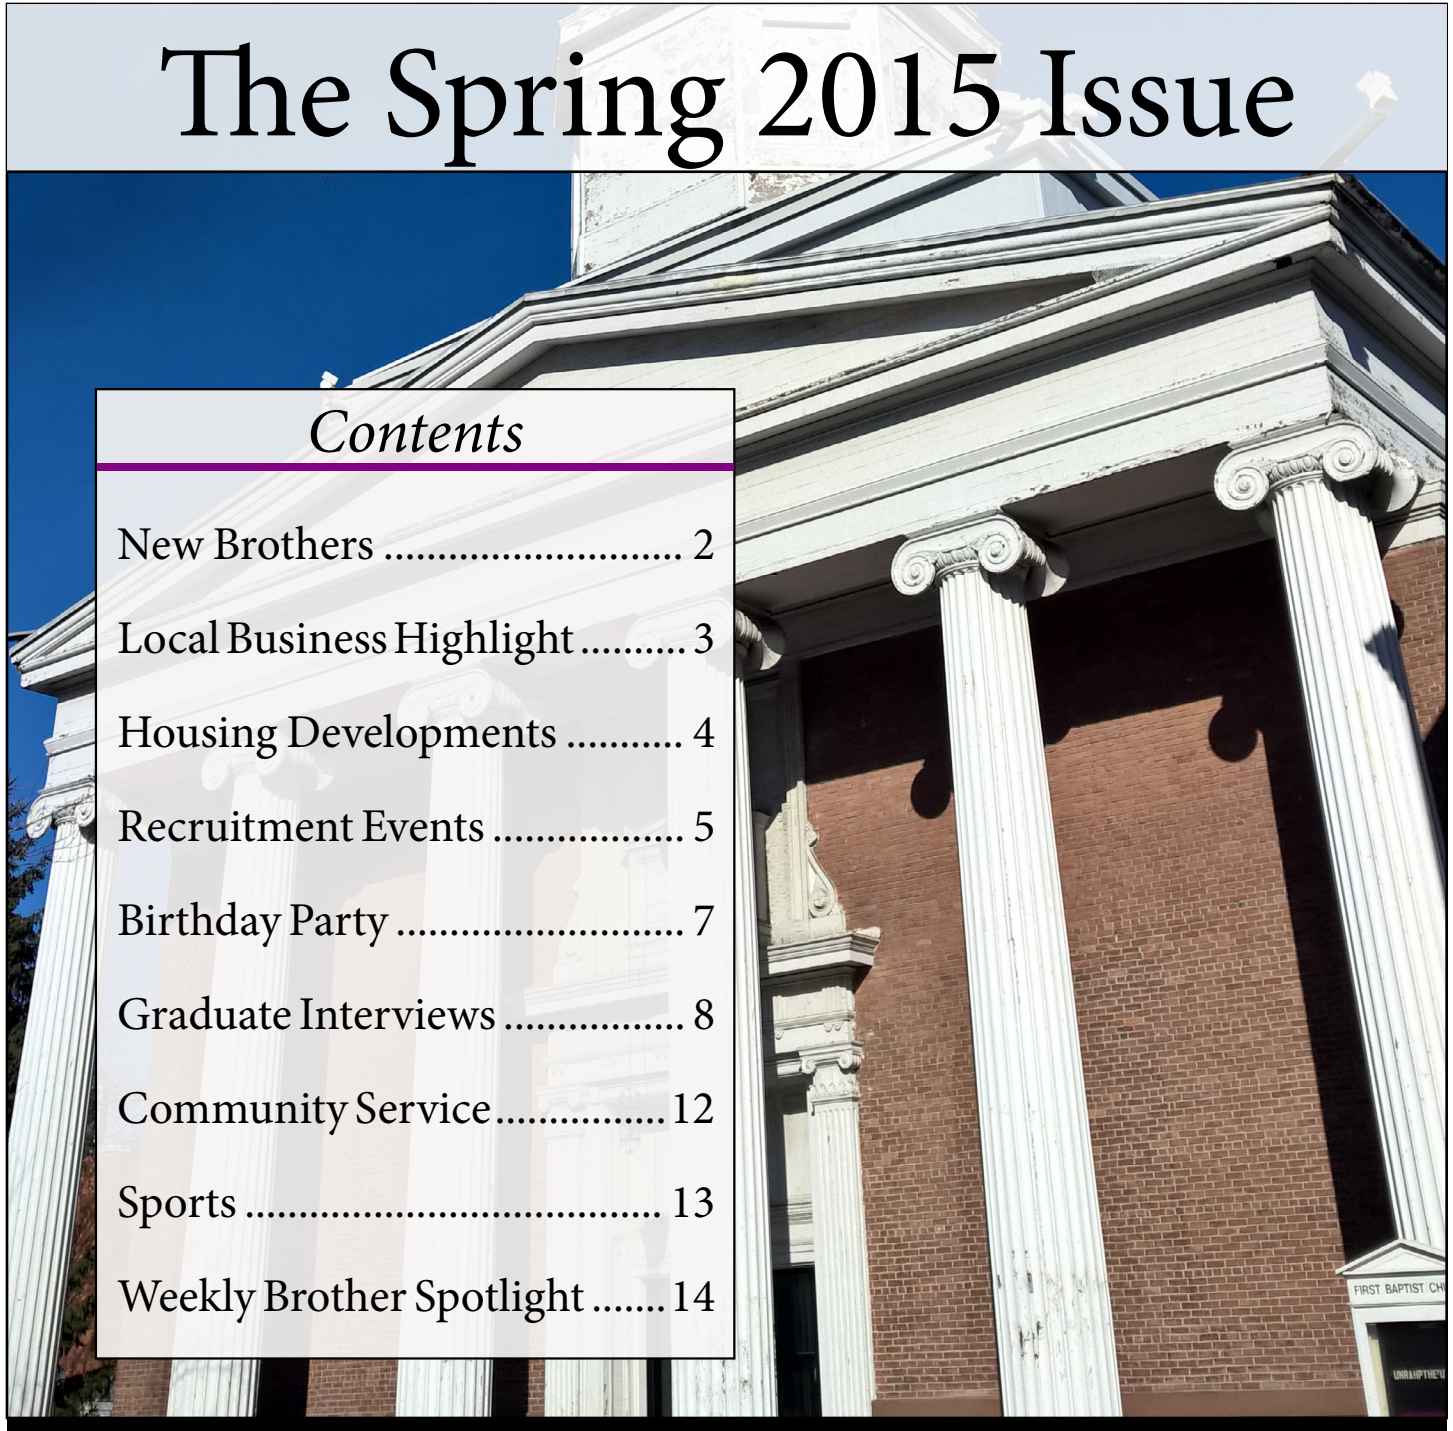 The Spring 2015 Issue
Contents
New Brothers ............................ 2
Local Business Highlight .......... 3
Housing Developments ........... 4
Recruitment Events .................. 5
Birthday Party ........................... 7
Graduate Interviews ................. 8
Community Service................ 12
Sports ....................................... 13
Weekly Brother Spotlight ....... 14
FIRST BAPTIST